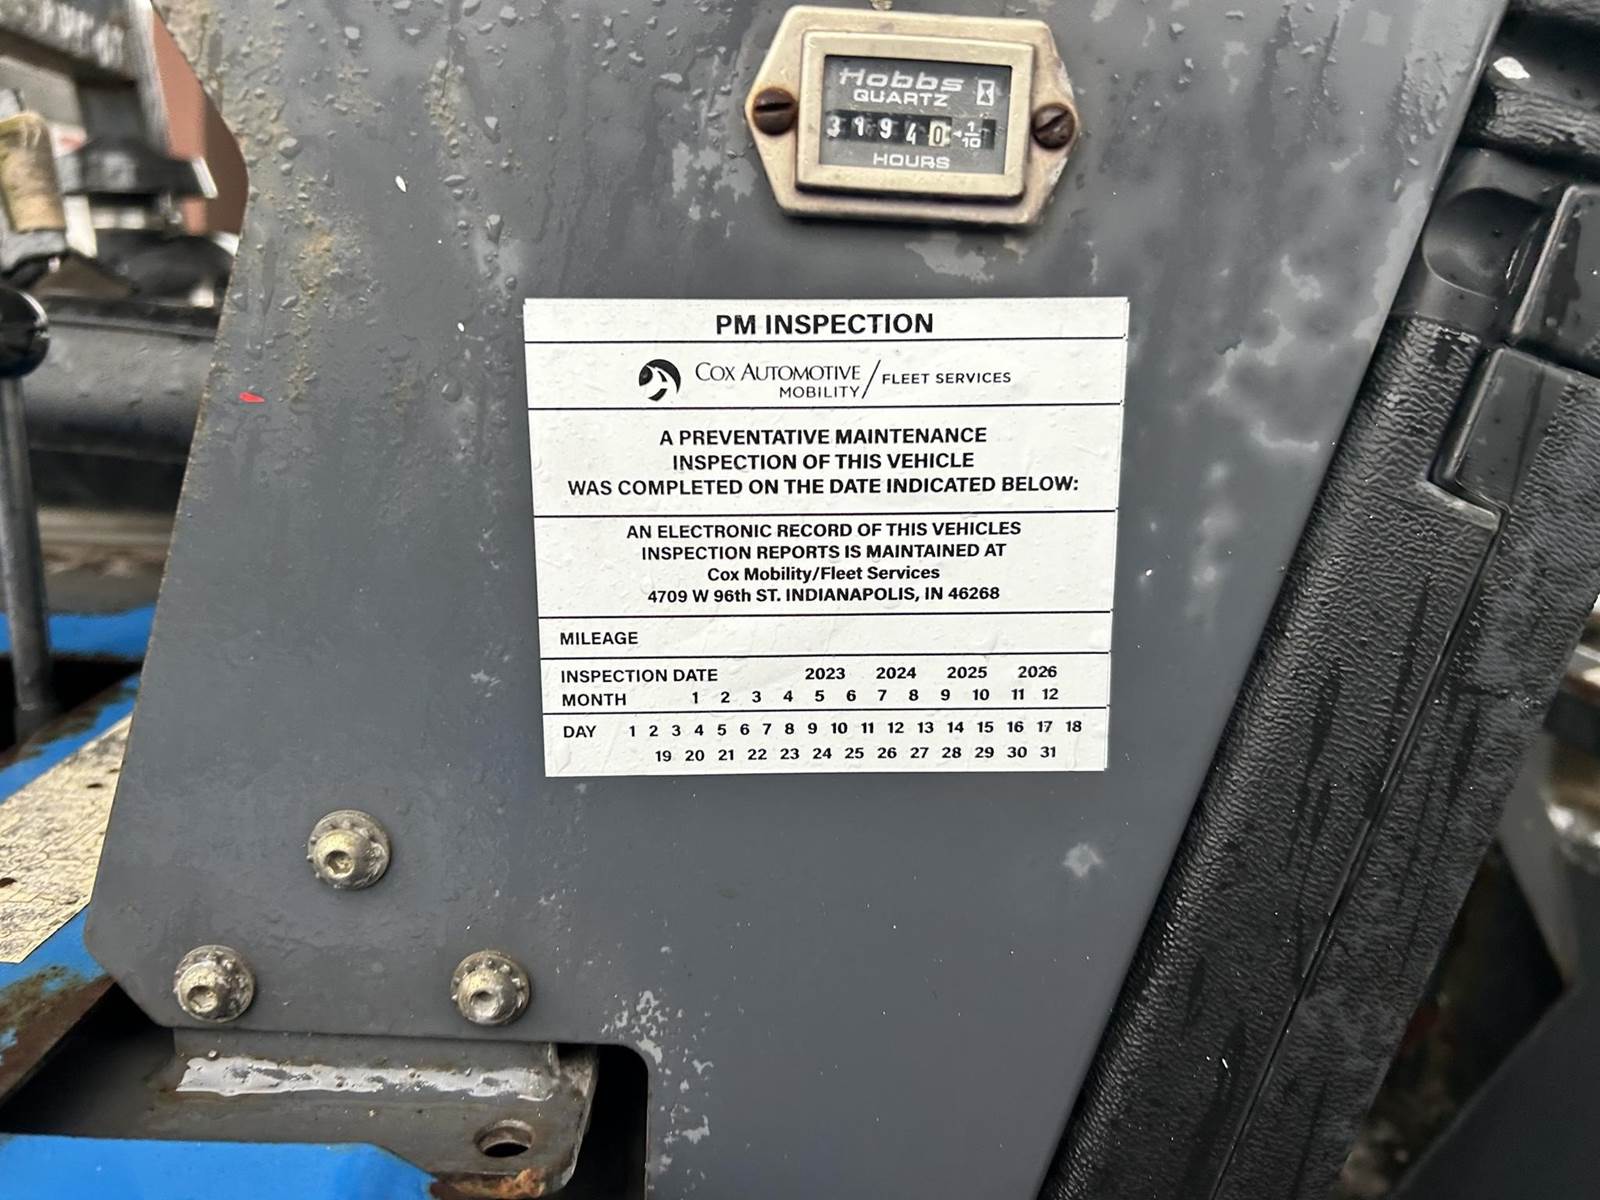 Hobbs
QUARTZ
31940 1/10
HOURS
PM INSPECTION
COX AUTOMOTIVE
MOBILITY / FLEET SERVICES
A PREVENTATIVE MAINTENANCE
INSPECTION OF THIS VEHICLE
WAS COMPLETED ON THE DATE INDICATED BELOW:
AN ELECTRONIC RECORD OF THIS VEHICLES
INSPECTION REPORTS IS MAINTAINED AT
Cox Mobility/Fleet Services
4709 W 96th ST. INDIANAPOLIS, IN 46268
MILEAGE
INSPECTION DATE 2023 2024 2025 2026
MONTH 1 2 3 4 5 6 7 8 9 10 11 12
DAY 1 2 3 4 5 6 7 8 9 10 11 12 13 14 15 16 17 18
19 20 21 22 23 24 25 26 27 28 29 30 31